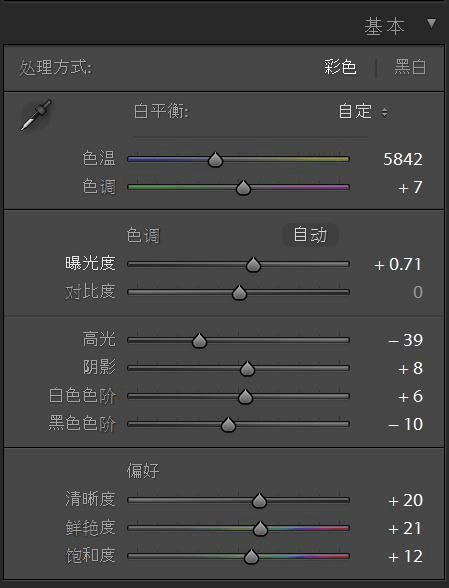 基本
处理方式: 彩色 黑白
白平衡: 自定
色温 5842
色调 + 7
色调 自动
曝光度 + 0.71
对比度 0
高光 − 39
阴影 + 8
白色色阶 + 6
黑色色阶 − 10
偏好
清晰度 + 20
鲜艳度 + 21
饱和度 + 12